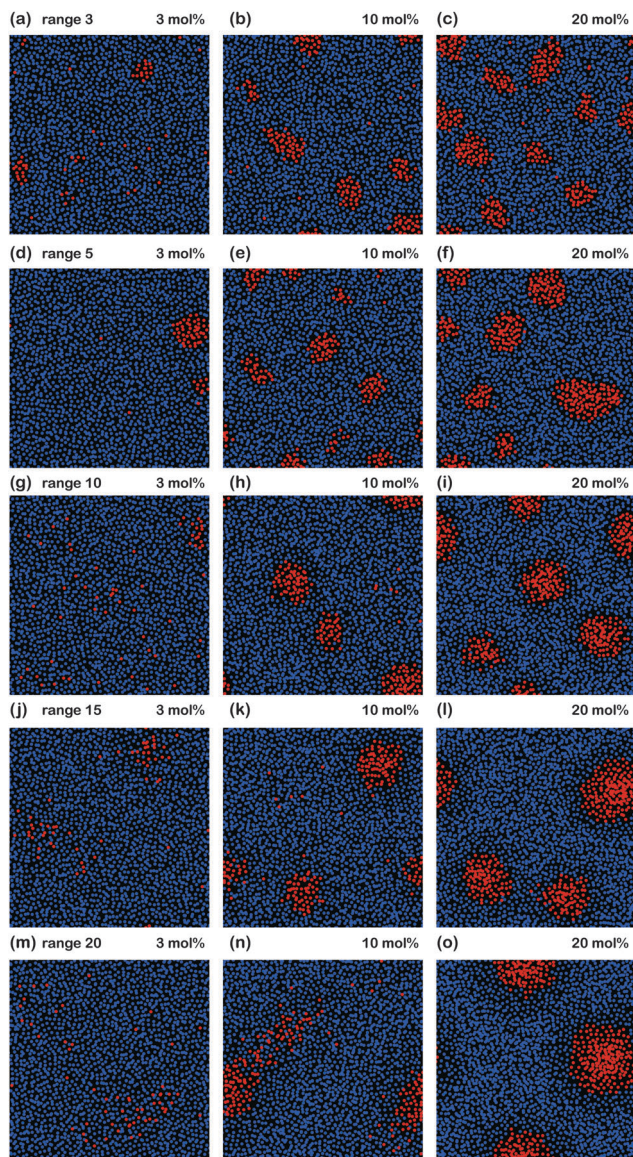 (a) range 3 3 mol% (b) 10 mol% (c) 20 mol%
(d) range 5 3 mol% (e) 10 mol% (f) 20 mol%
(g) range 10 3 mol% (h) 10 mol% (i) 20 mol%
(j) range 15 3 mol% (k) 10 mol% (l) 20 mol%
(m) range 20 3 mol% (n) 10 mol% (o) 20 mol%